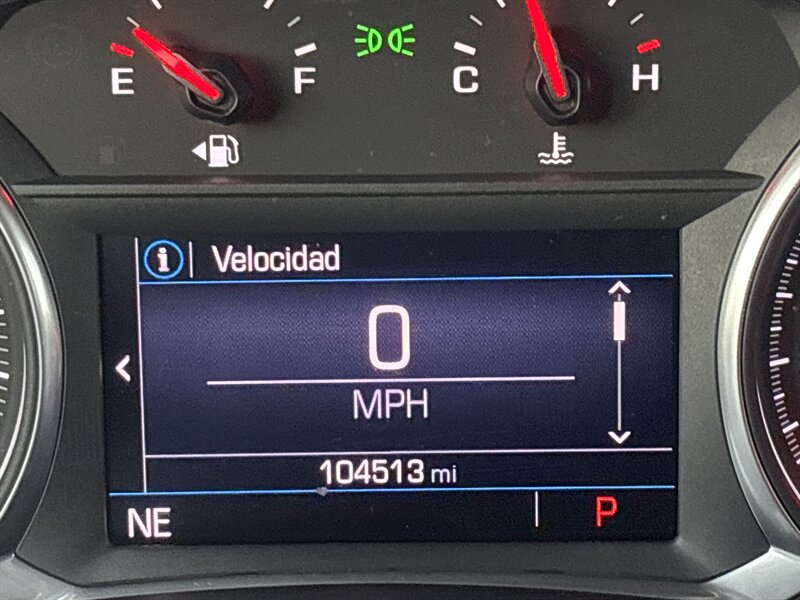 E F C H
i Velocidad
0
MPH
104513 mi
NE P